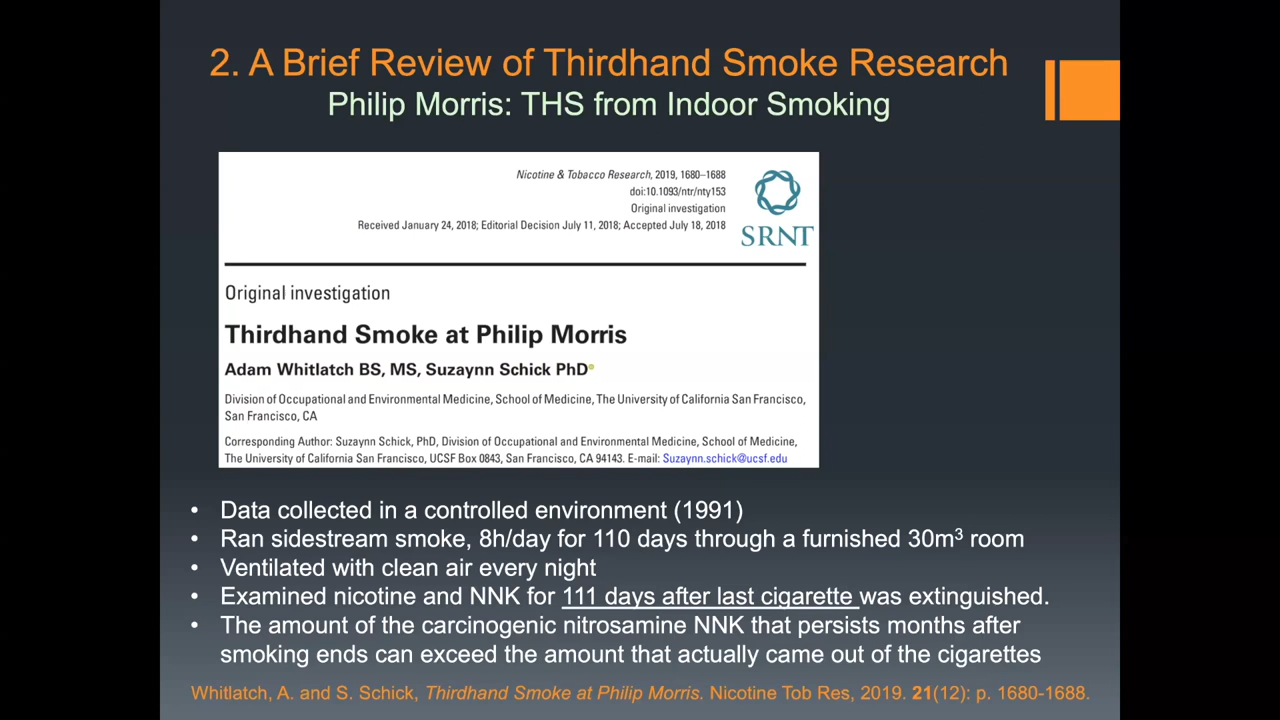 2. A Brief Review of Thirdhand Smoke Research
Philip Morris: THS from Indoor Smoking
Nicotine & Tobacco Research, 2019, 1680–1688
doi:10.1093/ntr/nty153
Original investigation
Received January 24, 2018; Editorial Decision July 11, 2018; Accepted July 18, 2018
SRNT
Original investigation
Thirdhand Smoke at Philip Morris
Adam Whitlatch BS, MS, Suzaynn Schick PhD
Division of Occupational and Environmental Medicine, School of Medicine, The University of California San Francisco,
San Francisco, CA
Corresponding Author: Suzaynn Schick, PhD, Division of Occupational and Environmental Medicine, School of Medicine,
The University of California San Francisco, UCSF Box 0843, San Francisco, CA 94143. E-mail: Suzaynn.schick@ucsf.edu
• Data collected in a controlled environment (1991)
• Ran sidestream smoke, 8h/day for 110 days through a furnished 30m³ room
• Ventilated with clean air every night
• Examined nicotine and NNK for 111 days after last cigarette was extinguished.
• The amount of the carcinogenic nitrosamine NNK that persists months after
smoking ends can exceed the amount that actually came out of the cigarettes
Whitlatch, A. and S. Schick, Thirdhand Smoke at Philip Morris. Nicotine Tob Res, 2019. 21(12): p. 1680-1688.